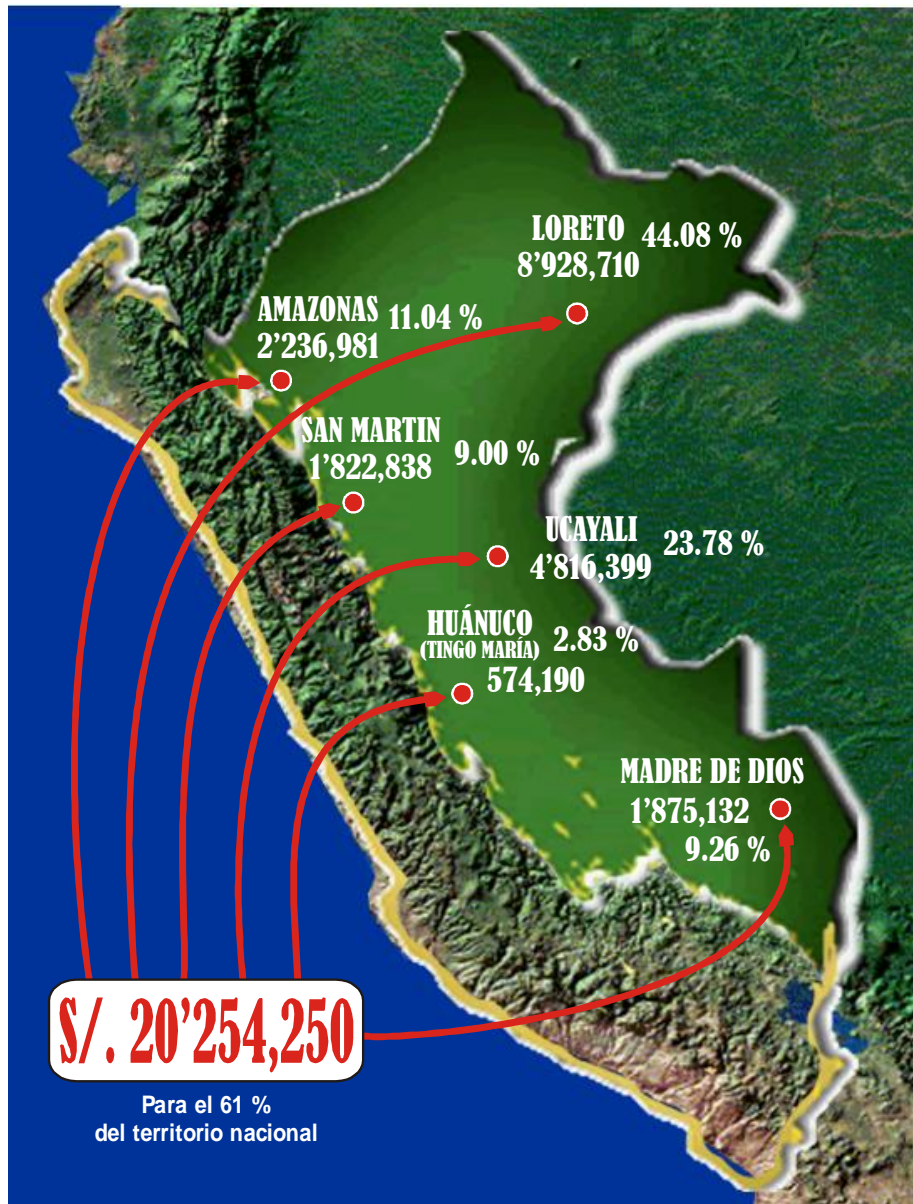 LORETO 44.08 %
8’928,710
AMAZONAS 11.04 %
2’236,981
SAN MARTIN 9.00 %
1’822,838
UCAYALI 23.78 %
4’816,399
HUÁNUCO 2.83 %
(TINGO MARÍA)
574,190
MADRE DE DIOS
1’875,132
9.26 %
S/. 20’254,250
Para el 61 %
del territorio nacional